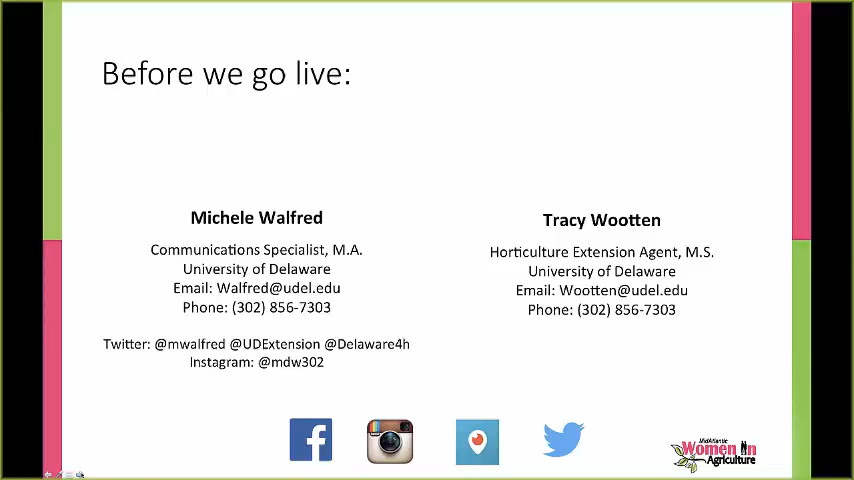 Before we go live:
Michele Walfred
Communications Specialist, M.A.
University of Delaware
Email: Walfred@udel.edu
Phone: (302) 856-7303
Twitter: @mwalfred @UDExtension @Delaware4h
Instagram: @mdw302
Tracy Wootten
Horticulture Extension Agent, M.S.
University of Delaware
Email: Wootten@udel.edu
Phone: (302) 856-7303
MidAtlantic
Women in
Agriculture